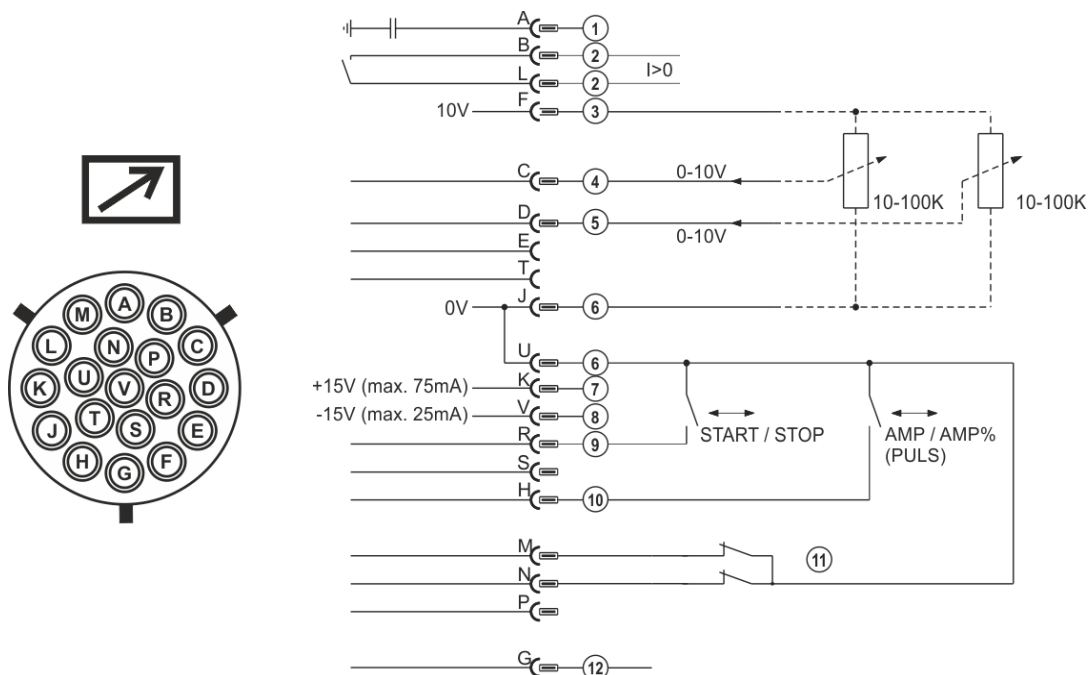 A 1
B 2
I>0
L 2
10V F 3
C 4 0-10V
10-100K 10-100K
D 5
0-10V
E
T
0V J 6
U 6
+15V (max. 75mA) K 7
-15V (max. 25mA) V 8
R 9 START / STOP AMP / AMP%
(PULS)
S
H 10
M 11
N
P
G 12
A
M B
N
L P C
U
K V D
R
T
J S E
H F
G